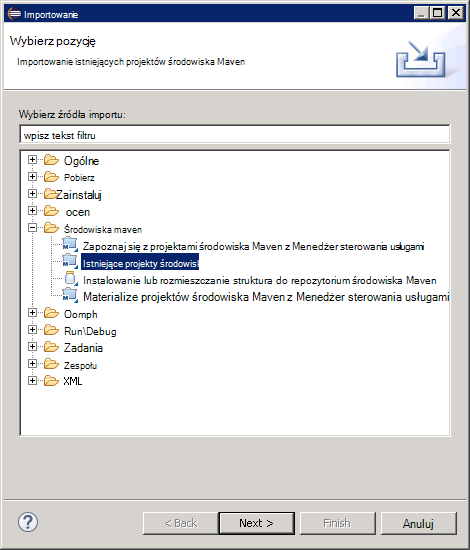 Importowanie
Wybierz pozycję
Importowanie istniejących projektów środowiska Maven
Wybierz źródła importu:
wpisz tekst filtru
Ogólne
Pobierz
Zainstaluj
ocen
Środowiska maven
Zapoznaj się z projektami środowiska Maven z Menedżer sterowania usługami
Istniejące projekty środowisk
Instalowanie lub rozmieszczanie struktura do repozytorium środowiska Maven
Materialize projektów środowiska Maven z Menedżer sterowania usługami
Oomph
Run\Debug
Zadania
Zespołu
XML
?
< Back
Next >
Finish
Anuluj